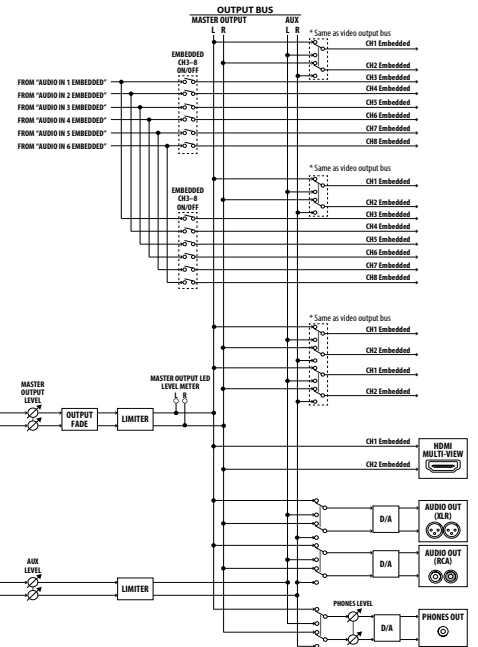 OUTPUT BUS
MASTER OUTPUT AUX
L R L R
* Same as video output bus
CH1 Embedded
EMBEDDED
CH3–8
ON/OFF
CH2 Embedded
CH3 Embedded
FROM “AUDIO IN 1 EMBEDDED”
CH4 Embedded
FROM “AUDIO IN 2 EMBEDDED”
CH5 Embedded
FROM “AUDIO IN 3 EMBEDDED”
CH6 Embedded
FROM “AUDIO IN 4 EMBEDDED”
CH7 Embedded
FROM “AUDIO IN 5 EMBEDDED”
CH8 Embedded
FROM “AUDIO IN 6 EMBEDDED”
* Same as video output bus
CH1 Embedded
EMBEDDED
CH3–8
ON/OFF
CH2 Embedded
CH3 Embedded
CH4 Embedded
CH5 Embedded
CH6 Embedded
CH7 Embedded
CH8 Embedded
* Same as video output bus
CH1 Embedded
CH2 Embedded
CH1 Embedded
CH2 Embedded
MASTER
OUTPUT
LEVEL
OUTPUT
FADE
LIMITER
MASTER OUTPUT LED
LEVEL METER
L R
CH1 Embedded
CH2 Embedded
HDMI
MULTI-VIEW
D/A
AUDIO OUT
(XLR)
D/A
AUDIO OUT
(RCA)
AUX
LEVEL
LIMITER
PHONES LEVEL
D/A
PHONES OUT